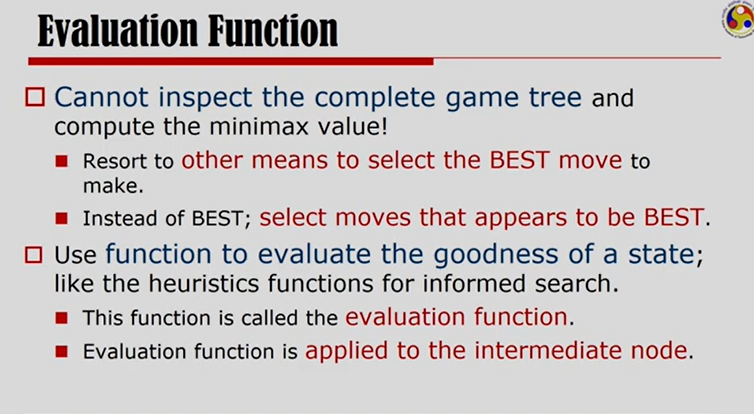 Evaluation Function
Cannot inspect the complete game tree and
compute the minimax value!
Resort to other means to select the BEST move to
make.
Instead of BEST; select moves that appears to be BEST.
Use function to evaluate the goodness of a state;
like the heuristics functions for informed search.
This function is called the evaluation function.
Evaluation function is applied to the intermediate node.